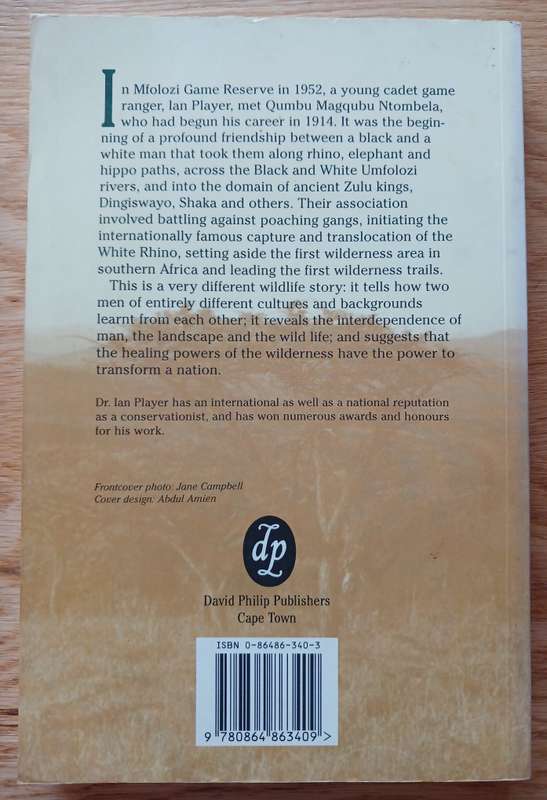 In Mfolozi Game Reserve in 1952, a young cadet game
ranger, Ian Player, met Qumbu Magqubu Ntombela,
who had begun his career in 1914. It was the begin-
ning of a profound friendship between a black and a
white man that took them along rhino, elephant and
hippo paths, across the Black and White Umfolozi
rivers, and into the domain of ancient Zulu kings,
Dingiswayo, Shaka and others. Their association
involved battling against poaching gangs, initiating the
internationally famous capture and translocation of the
White Rhino, setting aside the first wilderness area in
southern Africa and leading the first wilderness trails.
This is a very different wildlife story: it tells how two
men of entirely different cultures and backgrounds
learnt from each other; it reveals the interdependence of
man, the landscape and the wild life; and suggests that
the healing powers of the wilderness have the power to
transform a nation.
Dr. Ian Player has an international as well as a national reputation
as a conservationist, and has won numerous awards and honours
for his work.
Frontcover photo: Jane Campbell
Cover design: Abdul Amien
dp
David Philip Publishers
Cape Town
ISBN 0-86486-340-3
9 780864 863409 >